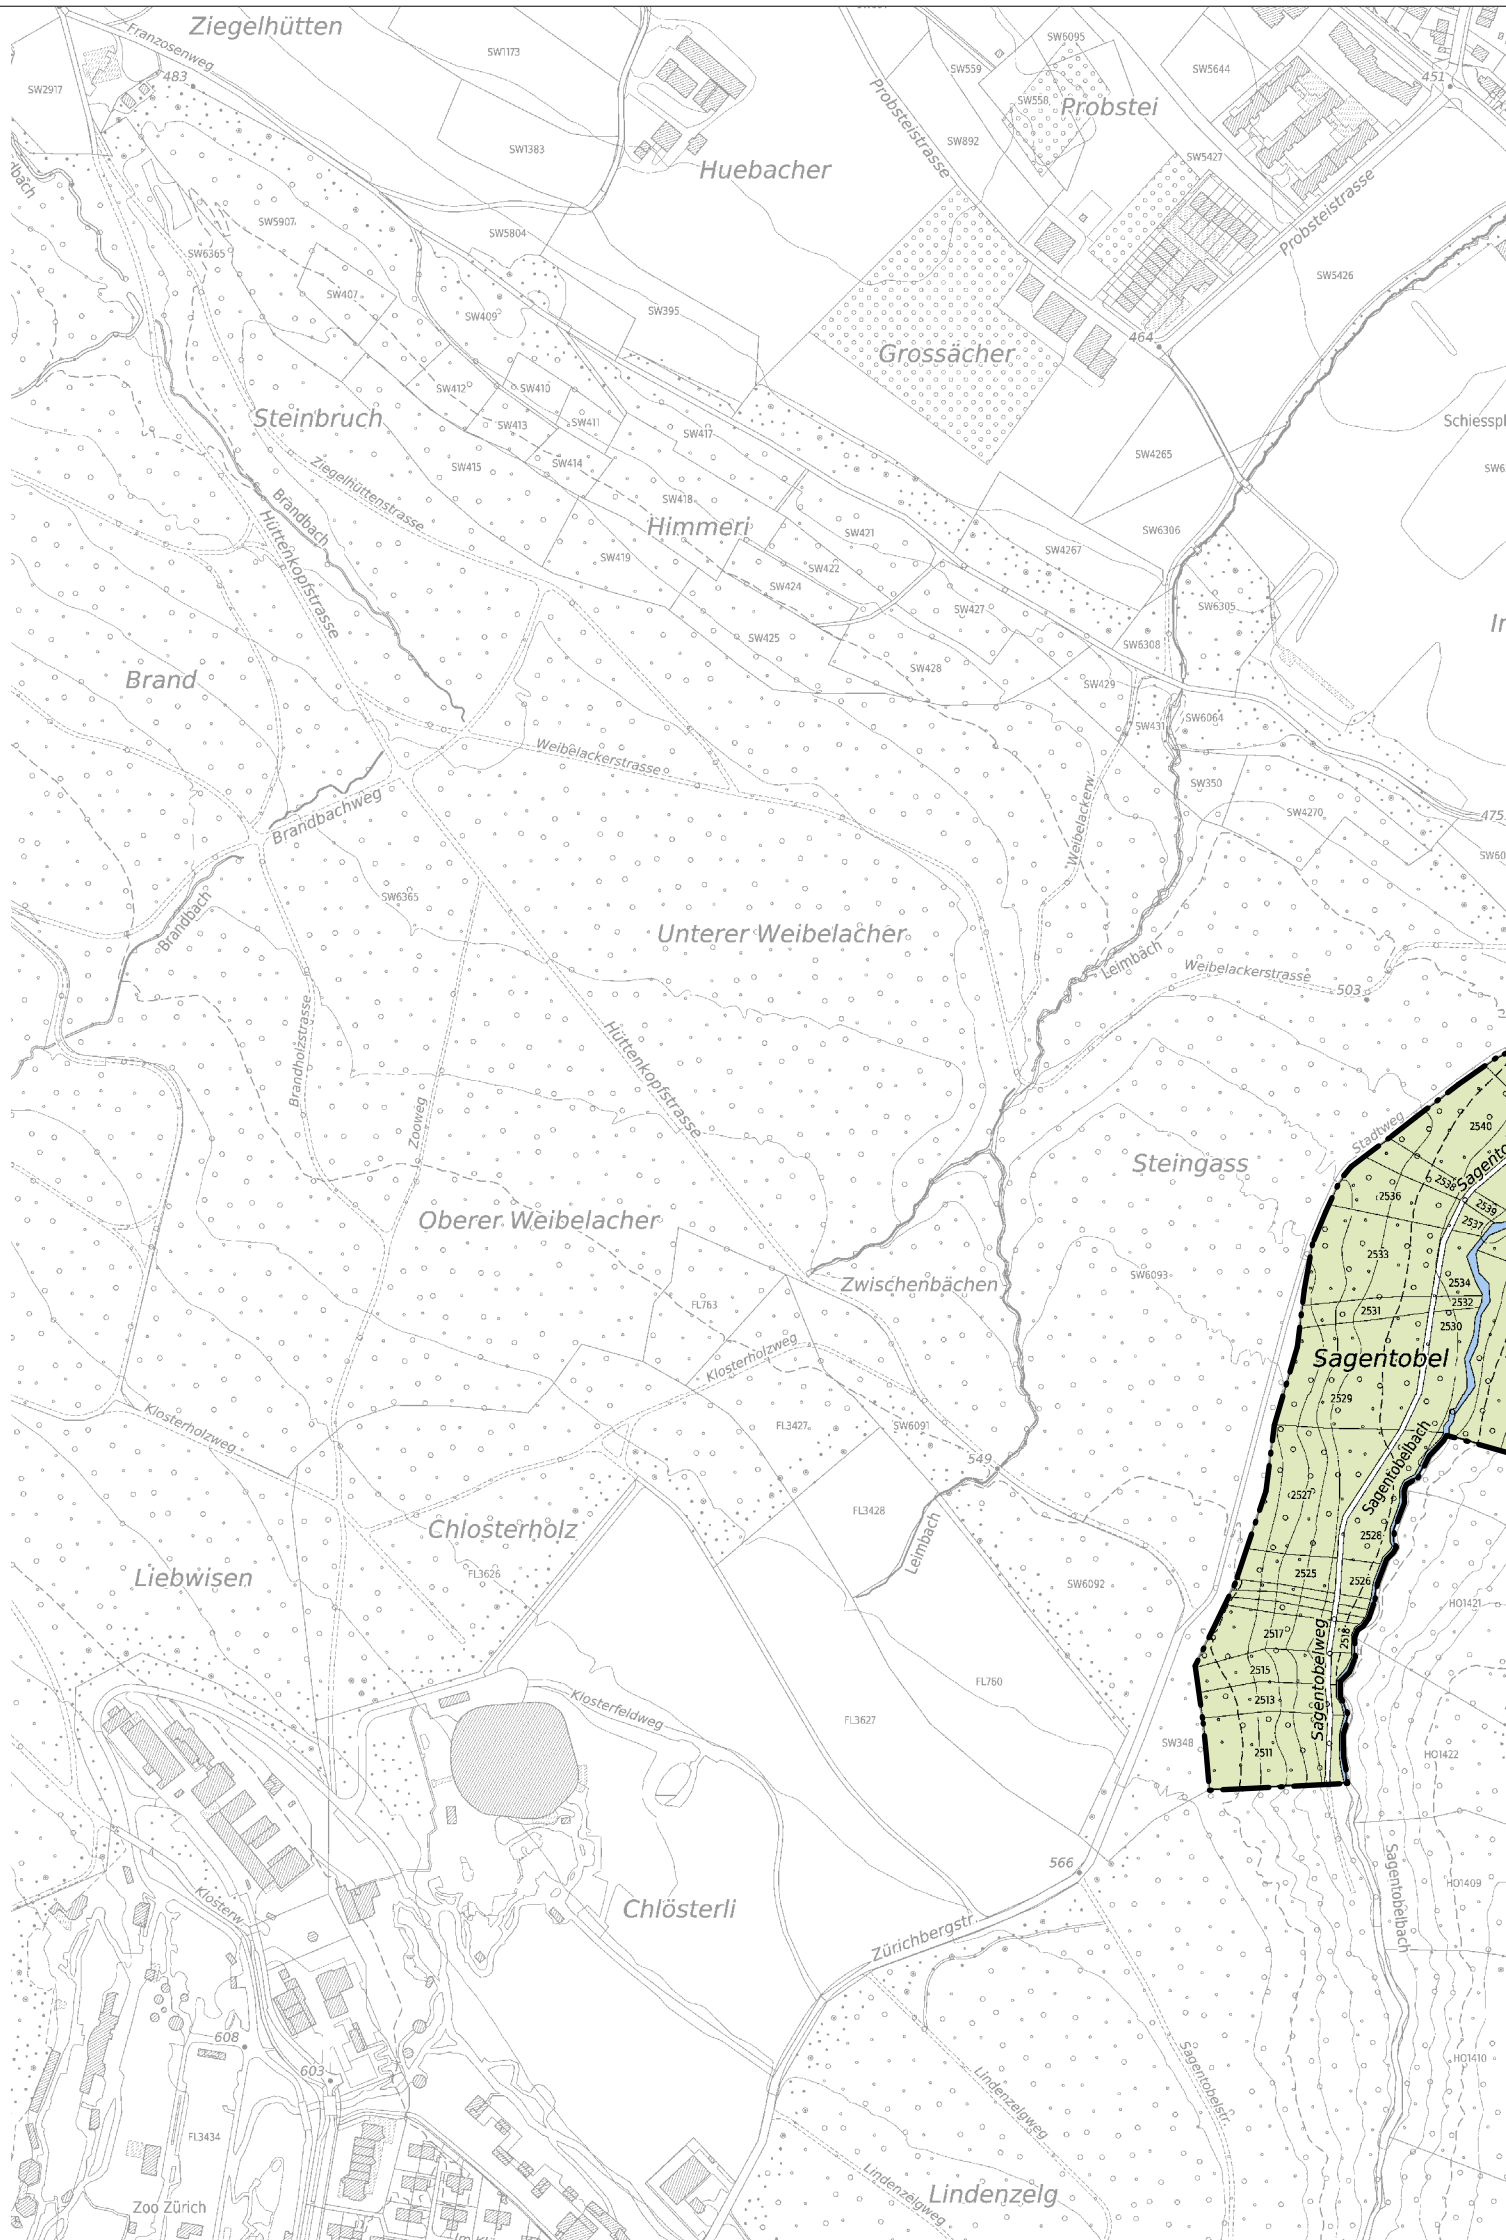 Ziegelhütten
Franzosenweg
483
SW1173
SW2917
SW1383
SW6095
SW559
SW558
Probstei
SW5644
451
Probsteistrasse
SW892
SW5427
Huebacher
SW5907
SW5804
SW6365
Probsteistrasse
SW5426
SW407
SW409
SW395
464
Grossächer
SW412
SW410
Steinbruch
SW413
SW411
SW417
SW415
SW414
SW4265
Ziegelhüttenstrasse
SW418
Brandbach
Hüttenkopfstrasse
Himmeri
SW421
SW6306
SW419
SW4267
SW422
SW424
SW427
SW6305
SW425
SW6308
SW428
Brand
SW429
SW431
SW6064
Weibelackerstrasse
SW350
Brandbachweg
Weibelackerw.
SW4270
475
SW6365
Brandbach
Unterer Weibelacher
Leimbach
Weibelackerstrasse
503
Brandholzstrasse
Hüttenkopfstrasse
Zooweg
Stadtweg
2540
Steingass
2538
2536
2539
2537
Oberer Weibelacher
2533
Zwischenbächen
SW6093
2534
FL763
2532
2531
2530
Klosterholzweg
Sagentobel
2529
Klosterholzweg
FL3427
SW6091
549
Sagentobelbach
2527
FL3428
Chlosterholz
2528
Leimbach
Liebwisen
FL3626
2525
2526
SW6092
HO1421
2517
2518
Sagentobelweg
2515
FL760
2513
Klosterfeldweg
FL3627
SW348
2511
HO1422
566
Klosterw.
Chlösterli
HO1409
Sagentobelbach
Zürichbergstr.
608
603
HO1410
Sagentobelstr.
Lindenzelgweg
FL3434
Lindenzelgweg
Lindenzelg
Zoo Zürich